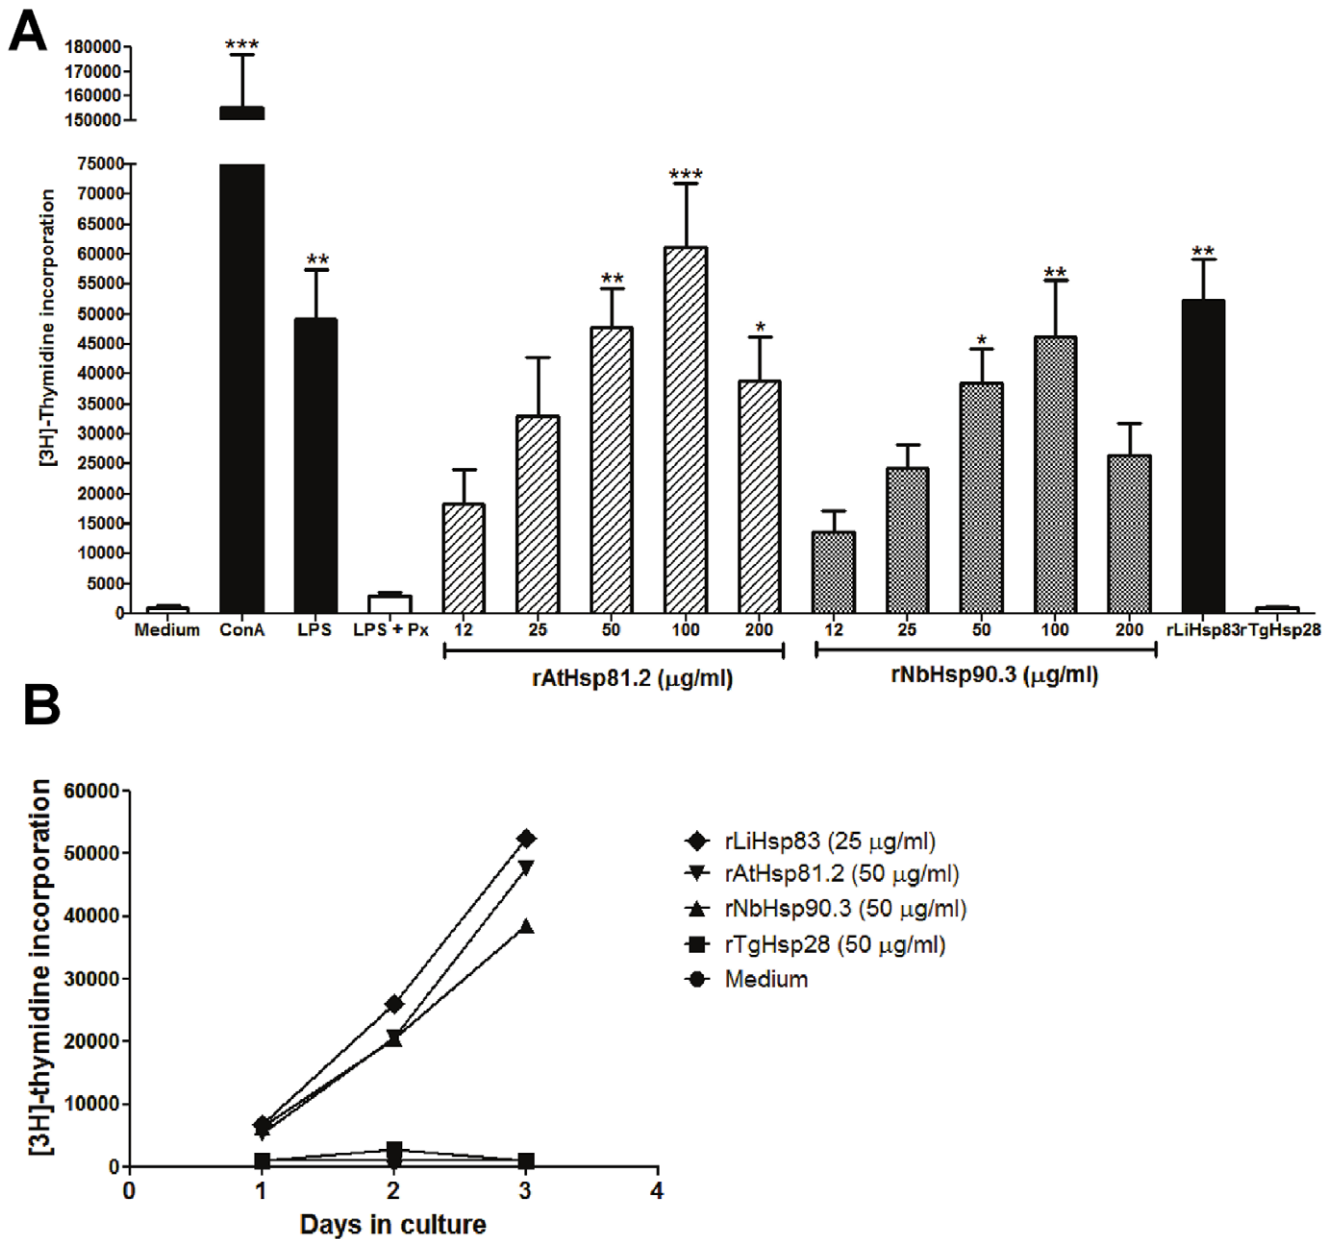 A
[3H]-Thymidine incorporation
180000
170000
160000
150000
75000
70000
65000
60000
55000
50000
45000
40000
35000
30000
25000
20000
15000
10000
5000
0
***
**
**
***
*
*
**
**
Medium ConA LPS LPS + Px 12 25 50 100 200 12 25 50 100 200 rLiHsp83 rTgHsp28
rAtHsp81.2 (μg/ml) rNbHsp90.3 (μg/ml)
B
[3H]-thymidine incorporation
60000
50000
40000
30000
20000
10000
0
0 1 2 3 4
Days in culture
rLiHsp83 (25 μg/ml)
rAtHsp81.2 (50 μg/ml)
rNbHsp90.3 (50 μg/ml)
rTgHsp28 (50 μg/ml)
Medium